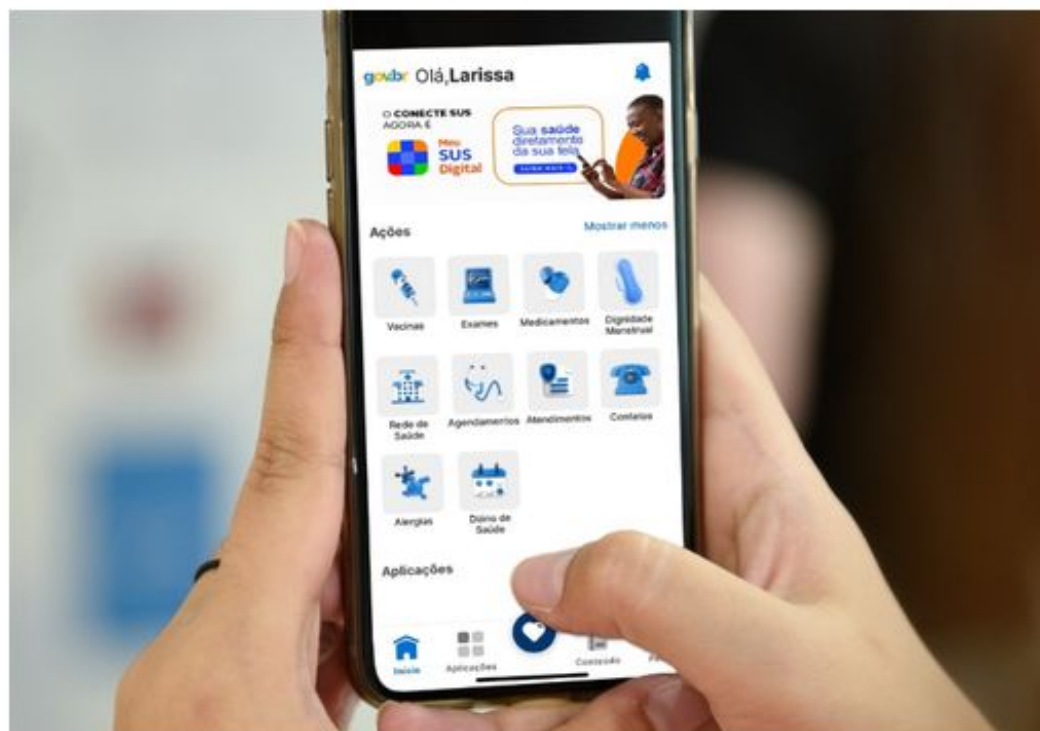 gov.br Olá,Larissa
O CONECTE SUS
AGORA É
Meu
SUS
Digital
Sua saúde
diretamente
da sua tela
SAIBA MAIS
Ações
Mostrar menos
Vacinas
Exames
Medicamentos
Dignidade
Menstrual
Rede de
Saúde
Agendamentos
Atendimentos
Contatos
Alergias
Diário de
Saúde
Aplicações
Início
Aplicações
Conteúdo